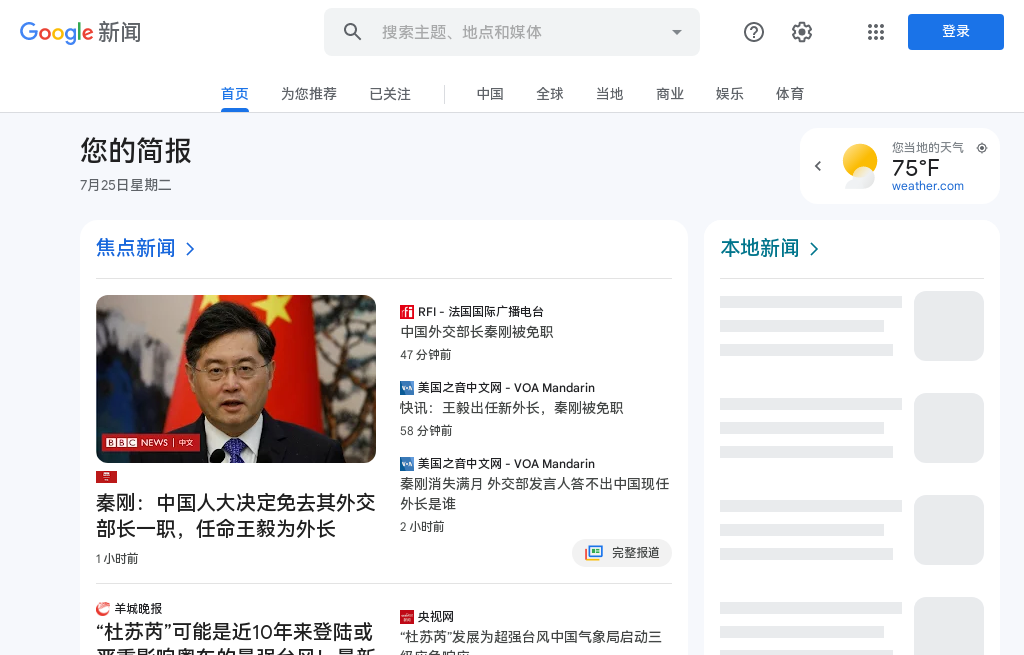 Google 新闻
搜索主题、地点和媒体
登录
首页
为您推荐
已关注
中国
全球
当地
商业
娱乐
体育
您的简报
7月25日星期二
您当地的天气
75°F
weather.com
焦点新闻
BBC NEWS 中文
秦刚：中国人大决定免去其外交
部长一职，任命王毅为外长
1 小时前
RFI - 法国国际广播电台
中国外交部长秦刚被免职
47 分钟前
VOA 美国之音中文网 - VOA Mandarin
快讯：王毅出任新外长，秦刚被免职
58 分钟前
VOA 美国之音中文网 - VOA Mandarin
秦刚消失满月 外交部发言人答不出中国现任
外长是谁
2 小时前
完整报道
羊城晚报
“杜苏芮”可能是近10年来登陆或
央视网
“杜苏芮”发展为超强台风中国气象局启动三
本地新闻